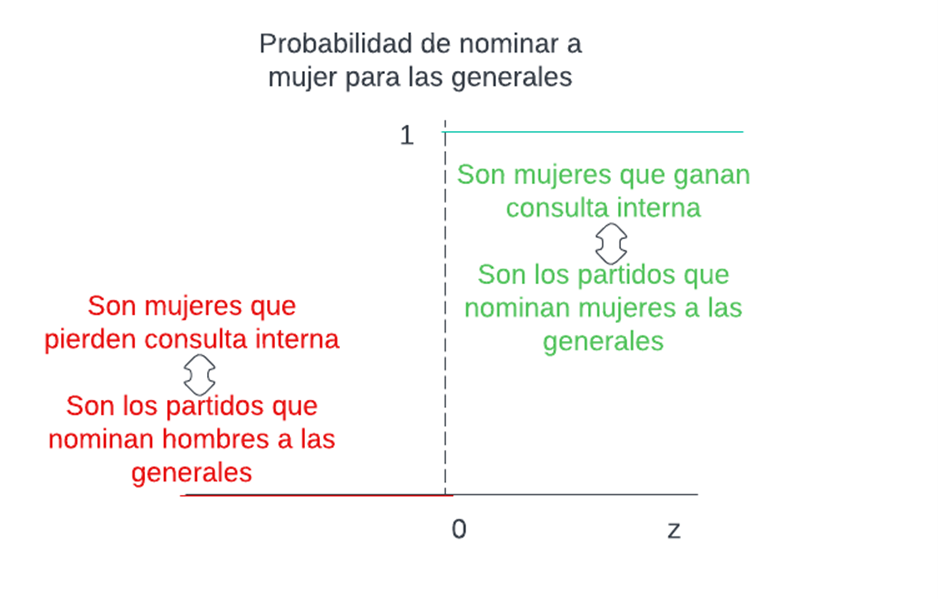 Probabilidad de nominar a
mujer para las generales
1
Son mujeres que ganan
consulta interna
Son los partidos que
nominan mujeres a las
generales
Son mujeres que
pierden consulta interna
Son los partidos que
nominan hombres a las
generales
0
z